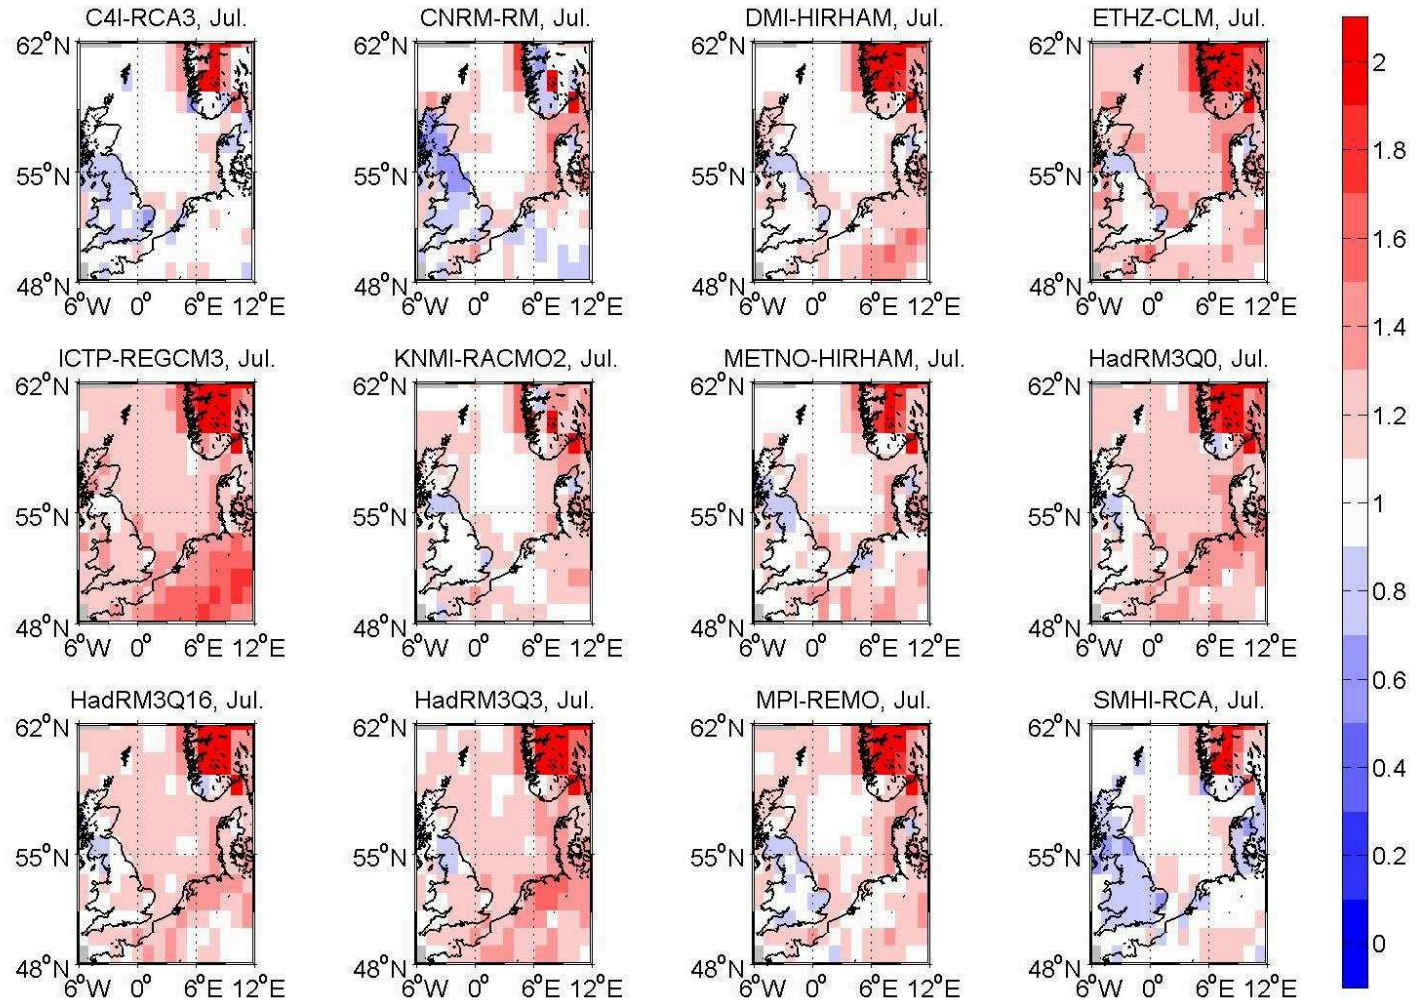 C4I-RCA3, Jul. CNRM-RM, Jul. DMI-HIRHAM, Jul. ETHZ-CLM, Jul.
62°N 62°N 62°N 62°N
55°N 55°N 55°N 55°N
48°N 48°N 48°N 48°N
6°W 0° 6°E 12°E 6°W 0° 6°E 12°E 6°W 0° 6°E 12°E 6°W 0° 6°E 12°E
ICTP-REGCM3, Jul. KNMI-RACMO2, Jul. METNO-HIRHAM, Jul. HadRM3Q0, Jul.
62°N 62°N 62°N 62°N
55°N 55°N 55°N 55°N
48°N 48°N 48°N 48°N
6°W 0° 6°E 12°E 6°W 0° 6°E 12°E 6°W 0° 6°E 12°E 6°W 0° 6°E 12°E
HadRM3Q16, Jul. HadRM3Q3, Jul. MPI-REMO, Jul. SMHI-RCA, Jul.
62°N 62°N 62°N 62°N
55°N 55°N 55°N 55°N
48°N 48°N 48°N 48°N
6°W 0° 6°E 12°E 6°W 0° 6°E 12°E 6°W 0° 6°E 12°E 6°W 0° 6°E 12°E
2
1.8
1.6
1.4
1.2
1
0.8
0.6
0.4
0.2
0